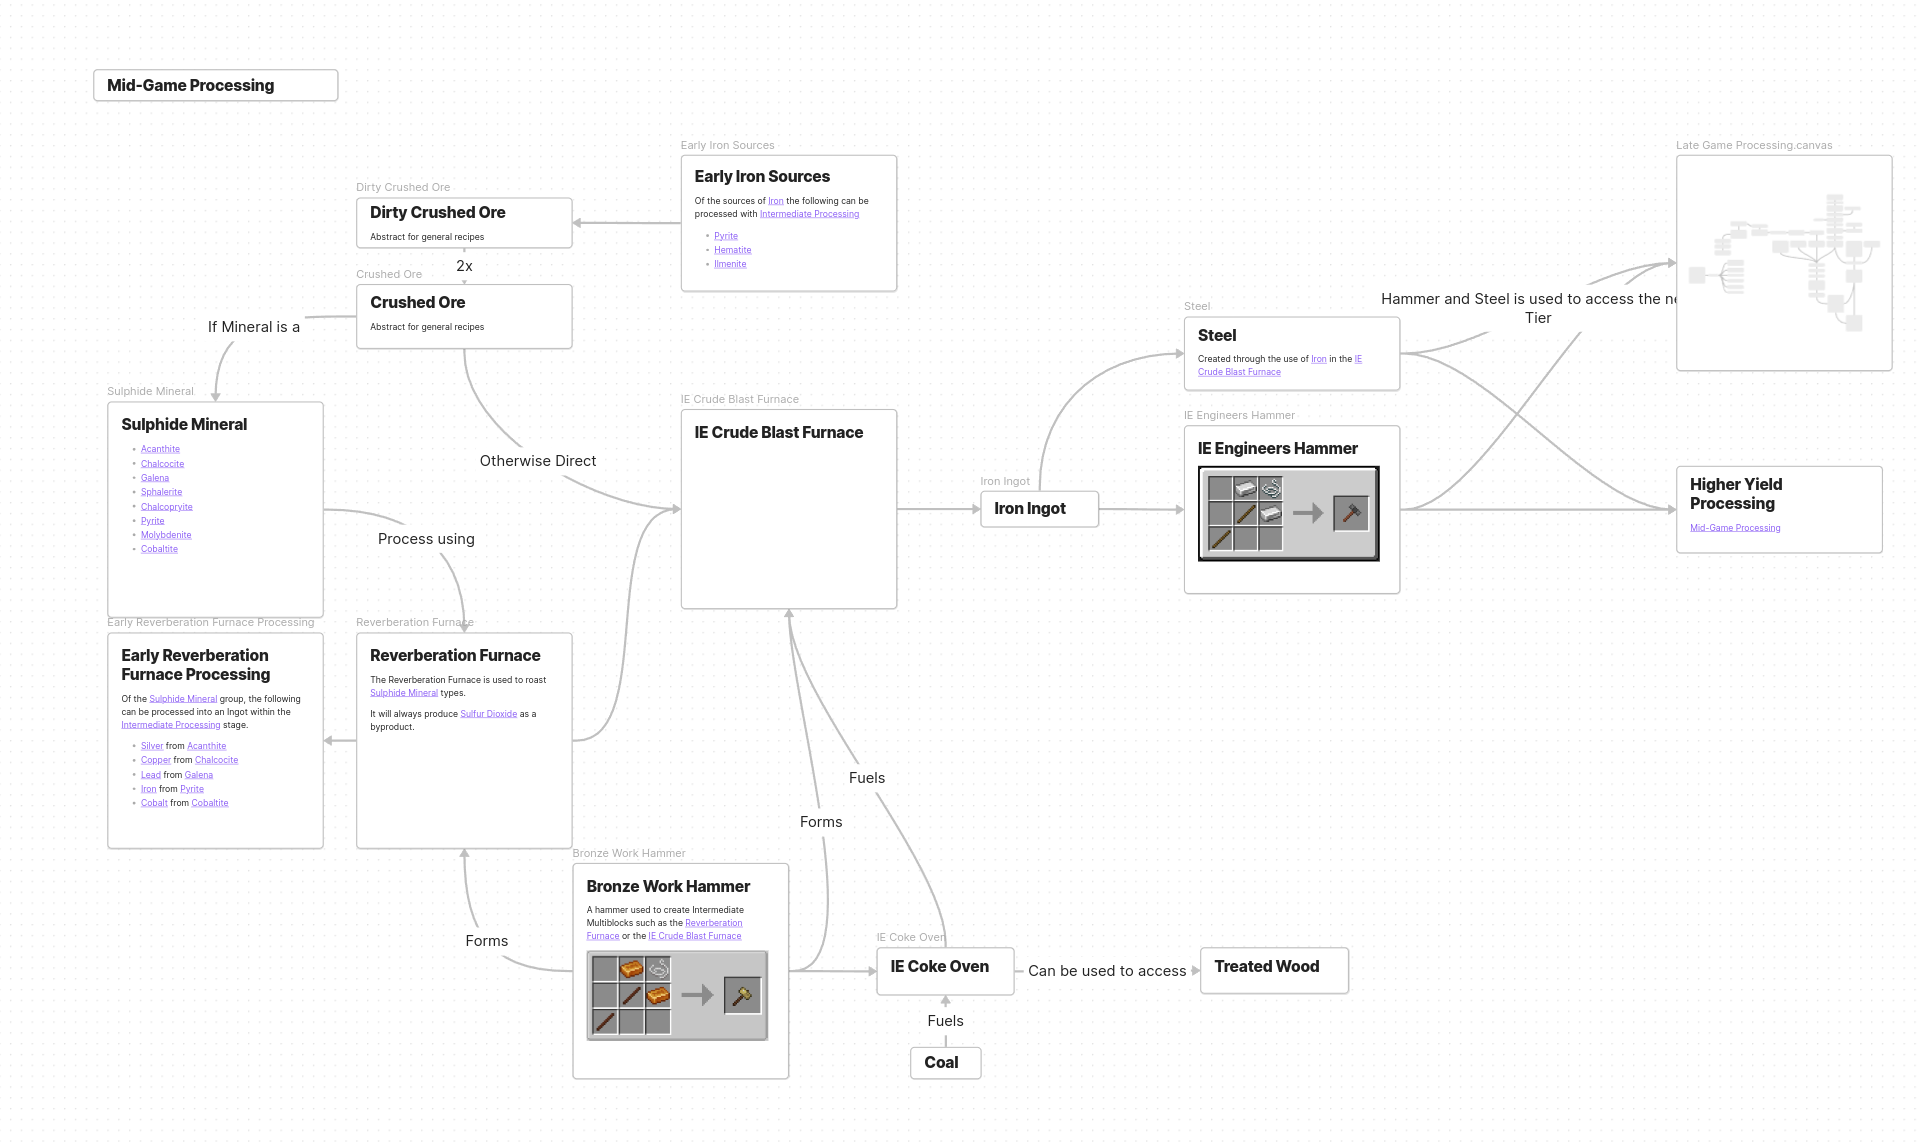 Mid-Game Processing
Early Iron Sources
Early Iron Sources
Of the sources of Iron the following can be
processed with Intermediate Processing
Pyrite
Hematite
Ilmenite
Late Game Processing.canvas
Dirty Crushed Ore
Dirty Crushed Ore
Abstract for general recipes
2x
Crushed Ore
Crushed Ore
Abstract for general recipes
If Mineral is a
Sulphide Mineral
Sulphide Mineral
Acanthite
Chalcocite
Galena
Sphalerite
Chalcopryite
Pyrite
Molybdenite
Cobaltite
Otherwise Direct
Process using
IE Crude Blast Furnace
IE Crude Blast Furnace
Iron Ingot
Iron Ingot
Steel
Steel
Created through the use of Iron in the IE
Crude Blast Furnace
Hammer and Steel is used to access the
Tier
IE Engineers Hammer
IE Engineers Hammer
Higher Yield
Processing
Mid-Game Processing
Early Reverberation Furnace Processing
Early Reverberation
Furnace Processing
Of the Sulphide Mineral group, the following
can be processed into an Ingot within the
Intermediate Processing stage.
Silver from Acanthite
Copper from Chalcocite
Lead from Galena
Iron from Pyrite
Cobalt from Cobaltite
Reverberation Furnace
Reverberation Furnace
The Reverberation Furnace is used to roast
Sulphide Mineral types.
It will always produce Sulfur Dioxide as a
byproduct.
Fuels
Forms
Forms
Bronze Work Hammer
Bronze Work Hammer
A hammer used to create Intermediate
Multiblocks such as the Reverberation
Furnace or the IE Crude Blast Furnace
IE Coke Oven
IE Coke Oven
Can be used to access
Treated Wood
Fuels
Coal